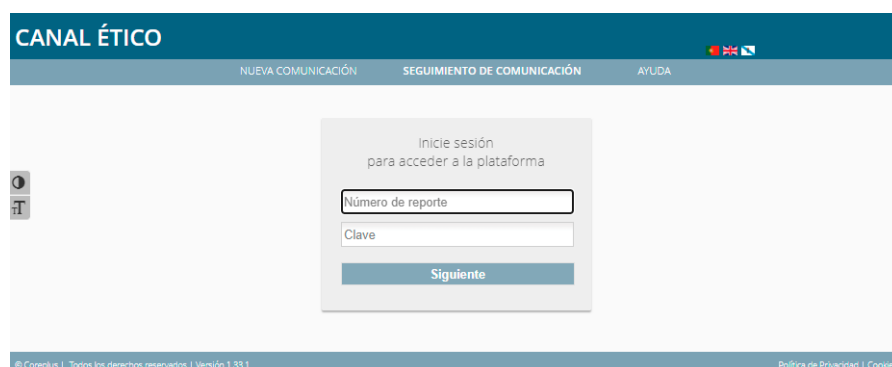 CANAL ÉTICO
NUEVA COMUNICACIÓN SEGUIMIENTO DE COMUNICACIÓN AYUDA
Inicie sesión
para acceder a la plataforma
Número de reporte
Clave
Siguiente
© Coreplus | Todos los derechos reservados | Versión 1.33.1 Política de Privacidad | Cookie